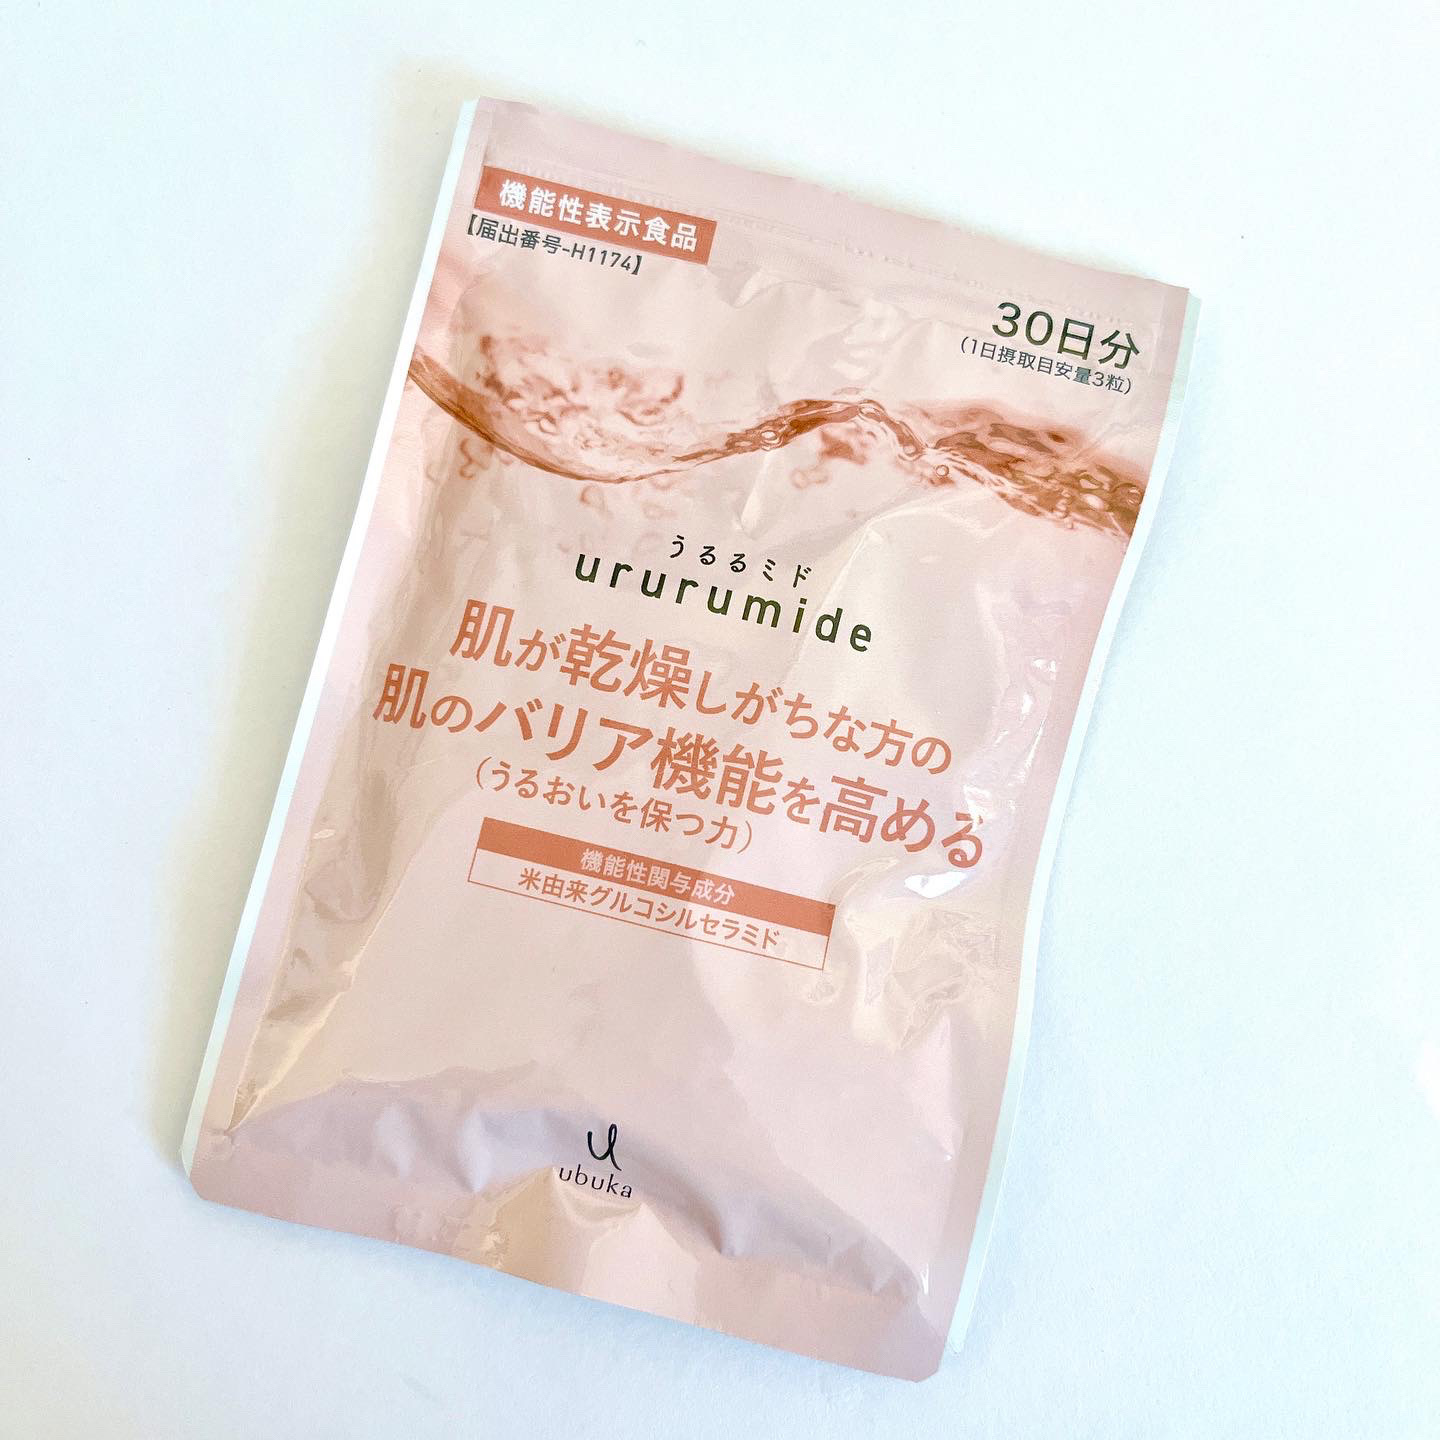 機能性表示食品
【届出番号-H1174】
30日分
（1日摂取目安量3粒）
うるるミド
ururumide
肌が乾燥しがちな方の
肌のバリア機能を高める
（うるおいを保つ力）
機能性関与成分
米由来グルコシルセラミド
u
ubuka